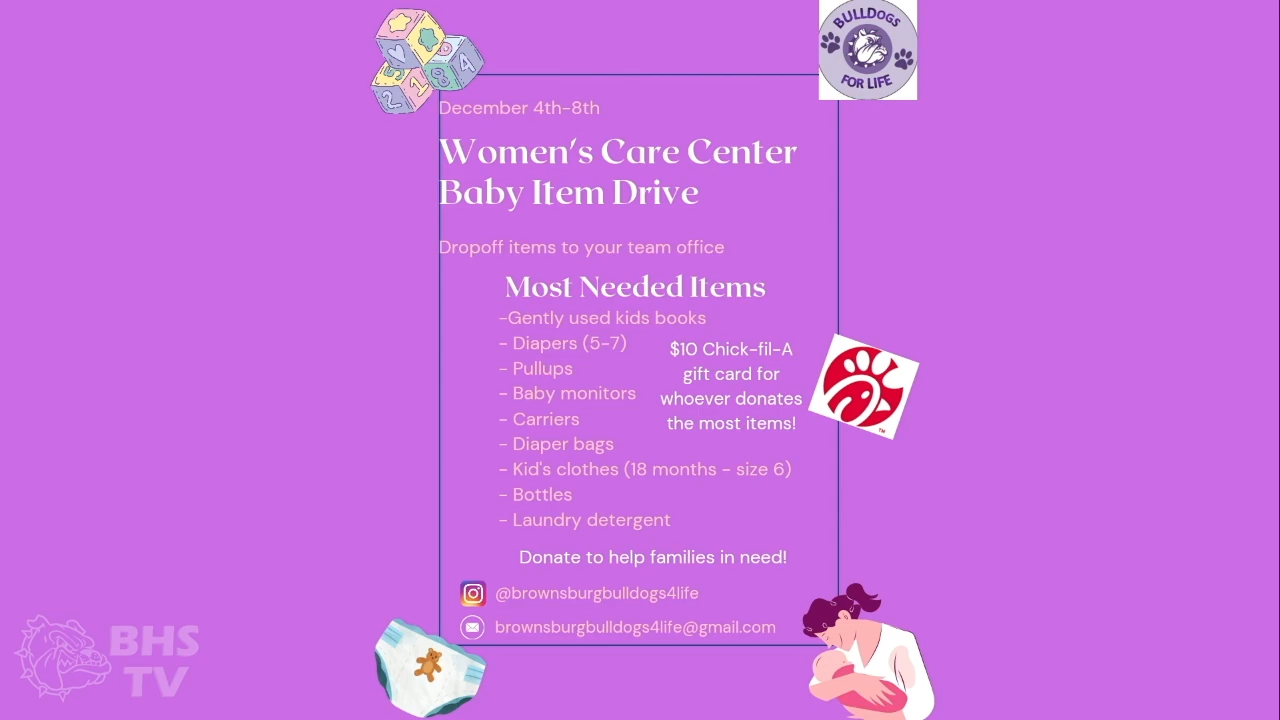 BULLDOGS
FOR LIFE
December 4th-8th
Women's Care Center
Baby Item Drive
Dropoff items to your team office
Most Needed Items
-Gently used kids books
- Diapers (5-7)
- Pullups
- Baby monitors
- Carriers
- Diaper bags
- Kid's clothes (18 months - size 6)
- Bottles
- Laundry detergent
$10 Chick-fil-A
gift card for
whoever donates
the most items!
TM
Donate to help families in need!
@brownsburgbulldogs4life
brownsburgbulldogs4life@gmail.com
BHS
TV